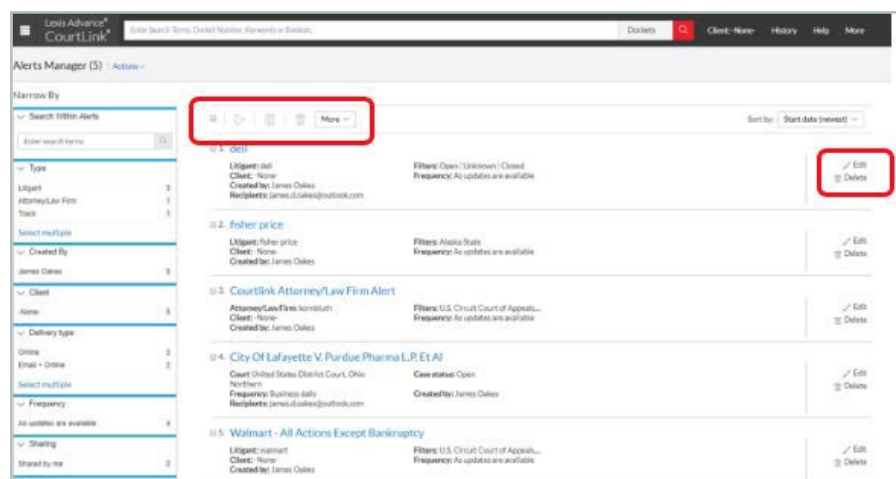 Lexis Advance®
CourtLink®
Enter Search Terms, Docket Number, Keywords or Boolean.
Dockets
Client: -None-
History
Help
More
Alerts Manager (5)
Actions
Narrow By
Search Within Alerts
Enter search terms
Type
Litigant 3
Attorney/Law Firm 1
Track 1
Select multiple
Created By
James Oakes 5
Client
-None- 5
Delivery type
Online 3
Email + Online 2
Select multiple
Frequency
As updates are available 4
Sharing
Shared by me 2
More
Sort by: Start date (newest)
1. dell
Litigant: dell
Client: -None-
Created by: James Oakes
Recipients: james.d.oakes@outlook.com
Filters: Open | Unknown | Closed
Frequency: As updates are available
Edit
Delete
2. fisher price
Litigant: fisher price
Client: -None-
Created by: James Oakes
Filters: Alaska State
Frequency: As updates are available
Edit
Delete
3. Courtlink Attorney/Law Firm Alert
Attorney/Law Firm: kornbluth
Client: -None-
Created by: James Oakes
Filters: U.S. Circuit Court of Appeals,...
Frequency: As updates are available
Edit
Delete
4. City Of Lafayette V. Purdue Pharma L.P. Et Al
Court United States District Court, Ohio
Northern
Frequency: Business daily
Recipients: james.d.oakes@outlook.com
Case status: Open
Created by: James Oakes
Edit
Delete
5. Walmart - All Actions Except Bankruptcy
Litigant: walmart
Client: -None-
Created by: James Oakes
Filters: U.S. Circuit Court of Appeals,...
Frequency: As updates are available
Edit
Delete